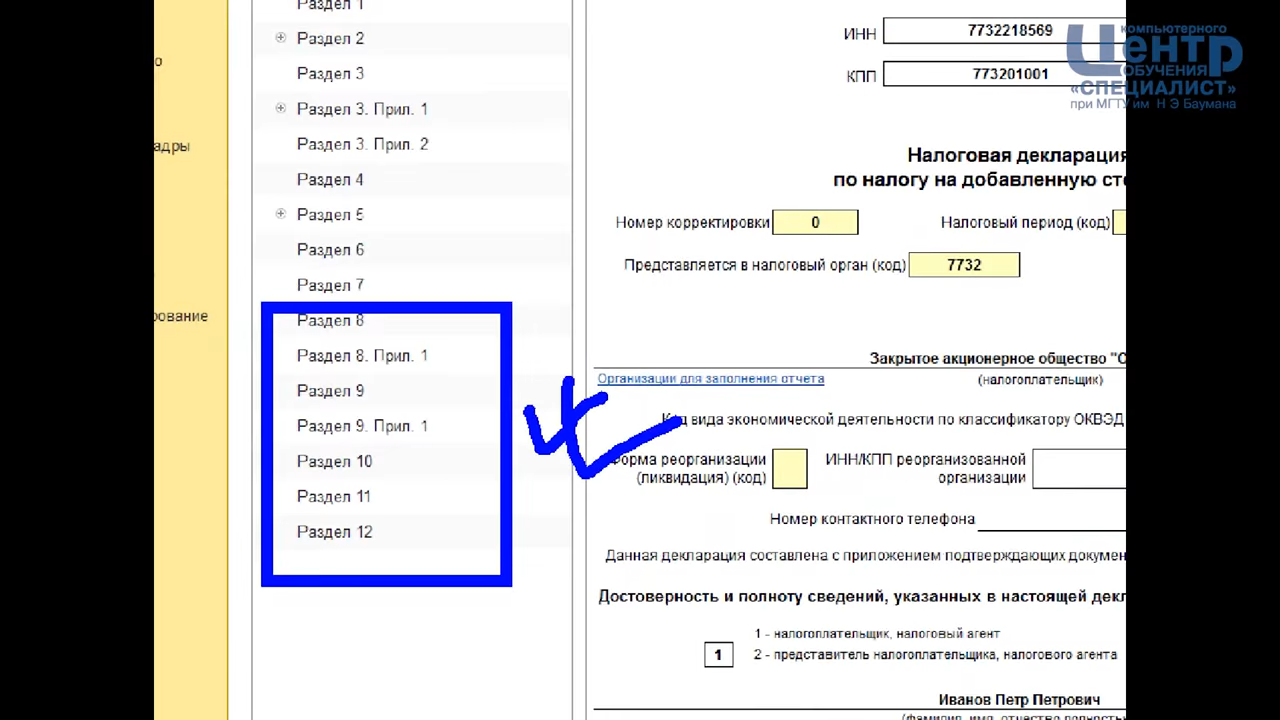 о
адры
ование
Раздел 1
Раздел 2
Раздел 3
Раздел 3. Прил. 1
Раздел 3. Прил. 2
Раздел 4
Раздел 5
Раздел 6
Раздел 7
Раздел 8
Раздел 8. Прил. 1
Раздел 9
Раздел 9. Прил. 1
Раздел 10
Раздел 11
Раздел 12
ИНН 7732218569
КПП 773201001
компьютерного
Центр
ОБУЧЕНИЯ
«СПЕЦИАЛИСТ»
при МГТУ им Н Э Баумана
Налоговая декларация
по налогу на добавленную сто
Номер корректировки 0 Налоговый период (код)
Представляется в налоговый орган (код) 7732
Закрытое акционерное общество "С
Организации для заполнения отчета (налогоплательщик)
Код вида экономической деятельности по классификатору ОКВЭД
Форма реорганизации ИНН/КПП реорганизованной
(ликвидация) (код) организации
Номер контактного телефона
Данная декларация составлена с приложением подтверждающих докумен
Достоверность и полноту сведений, указанных в настоящей декл
1 - налогоплательщик, налоговый агент
1 2 - представитель налогоплательщика, налогового агента
Иванов Петр Петрович
(фамилия, имя, отчество полность